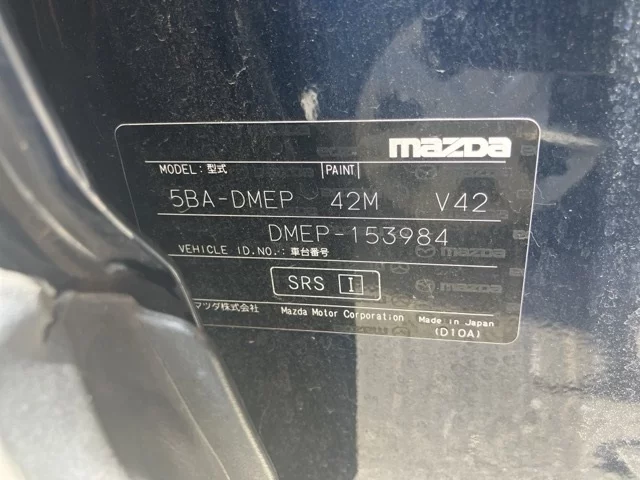 mazda
MODEL:型式 PAINT
5BA-DMEP 42M V42
DMEP-153984
VEHICLE ID.NO.:車台番号
SRS I
マツダ株式会社 Mazda Motor Corporation Made in Japan
(D10A)